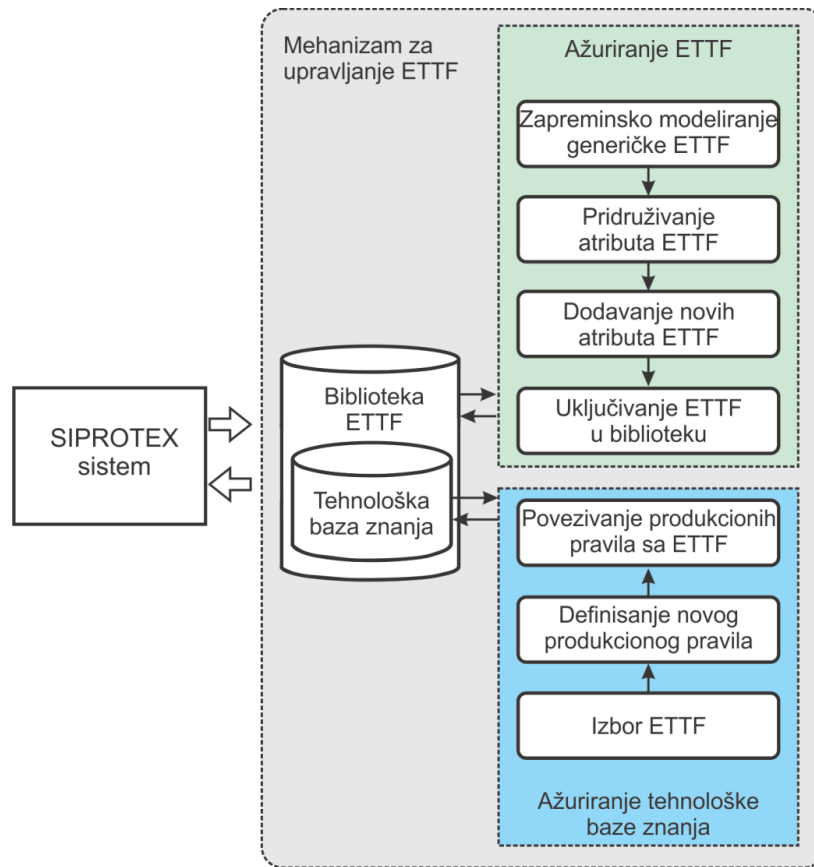 Mehanizam za
upravljanje ETTF
Ažuriranje ETTF
Zapreminsko modeliranje
generičke ETTF
Pridruživanje
atributa ETTF
Dodavanje novih
atributa ETTF
Uključivanje ETTF
u biblioteku
Biblioteka
ETTF
Tehnološka
baza znanja
SIPROTEX
sistem
Povezivanje produkcionih
pravila sa ETTF
Definisanje novog
produkcionog pravila
Izbor ETTF
Ažuriranje tehnološke
baze znanja